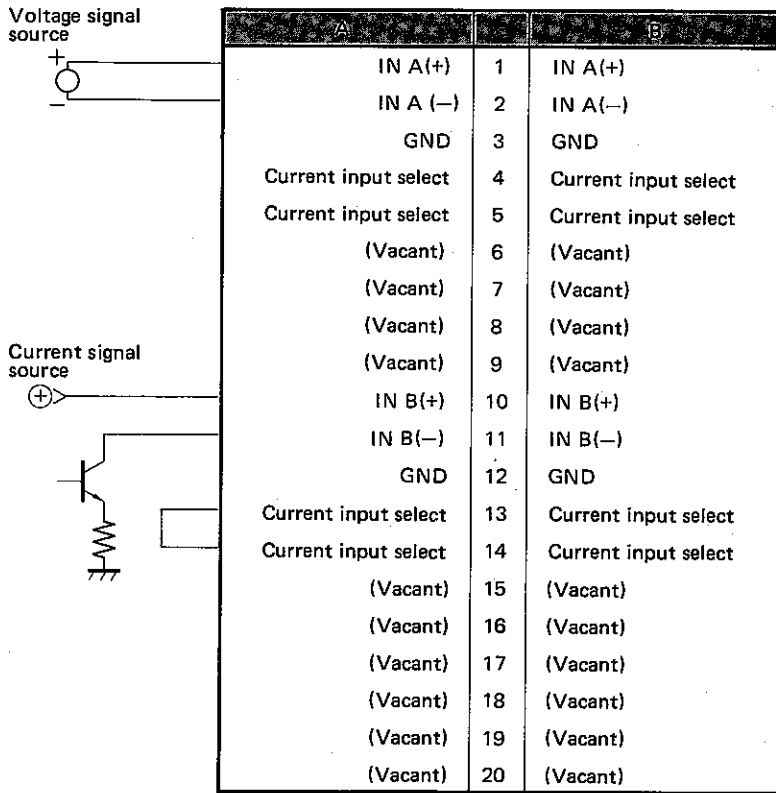 Voltage signal
source
+
−
A B
IN A(+) 1 IN A(+)
IN A (−) 2 IN A(−)
GND 3 GND
Current input select 4 Current input select
Current input select 5 Current input select
(Vacant) 6 (Vacant)
(Vacant) 7 (Vacant)
(Vacant) 8 (Vacant)
Current signal
source
(Vacant) 9 (Vacant)
+
IN B(+) 10 IN B(+)
IN B(−) 11 IN B(−)
GND 12 GND
Current input select 13 Current input select
Current input select 14 Current input select
(Vacant) 15 (Vacant)
(Vacant) 16 (Vacant)
(Vacant) 17 (Vacant)
(Vacant) 18 (Vacant)
(Vacant) 19 (Vacant)
(Vacant) 20 (Vacant)